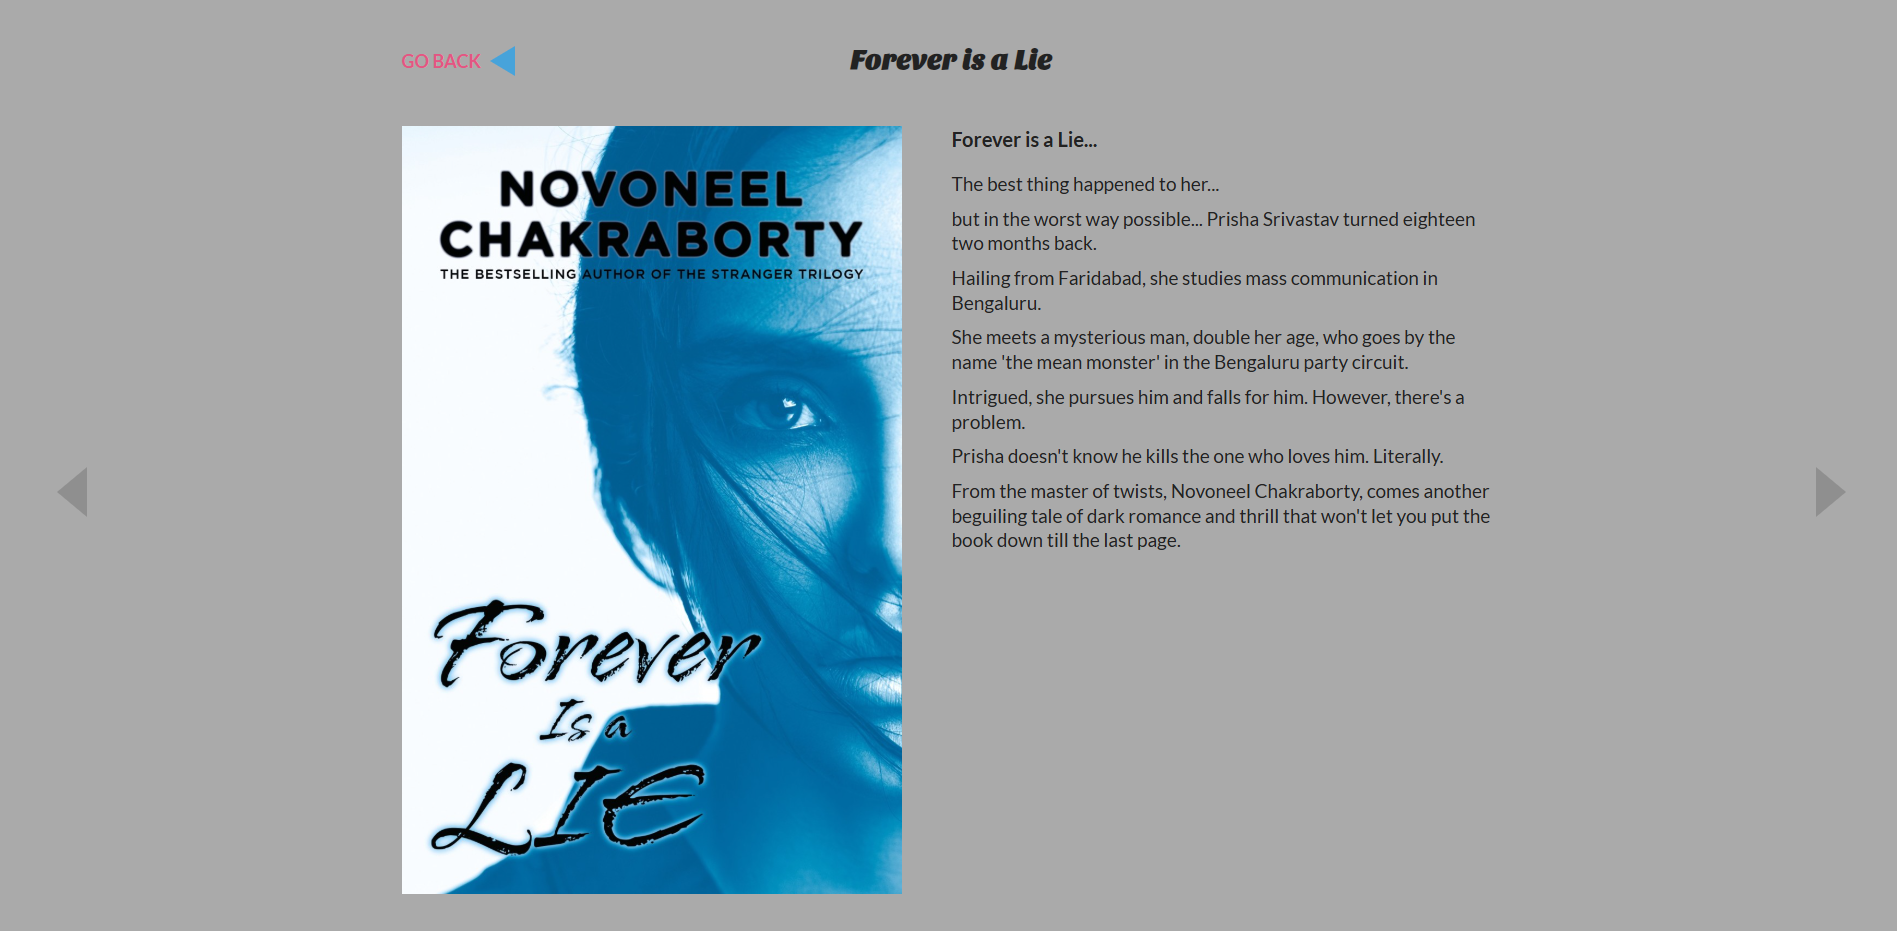 GO BACK
Forever is a Lie
NOVONEEL
CHAKRABORTY
THE BESTSELLING AUTHOR OF THE STRANGER TRILOGY
Forever
Is a
LIE
Forever is a Lie...
The best thing happened to her...
but in the worst way possible... Prisha Srivastav turned eighteen
two months back.
Hailing from Faridabad, she studies mass communication in
Bengaluru.
She meets a mysterious man, double her age, who goes by the
name 'the mean monster' in the Bengaluru party circuit.
Intrigued, she pursues him and falls for him. However, there's a
problem.
Prisha doesn't know he kills the one who loves him. Literally.
From the master of twists, Novoneel Chakraborty, comes another
beguiling tale of dark romance and thrill that won't let you put the
book down till the last page.